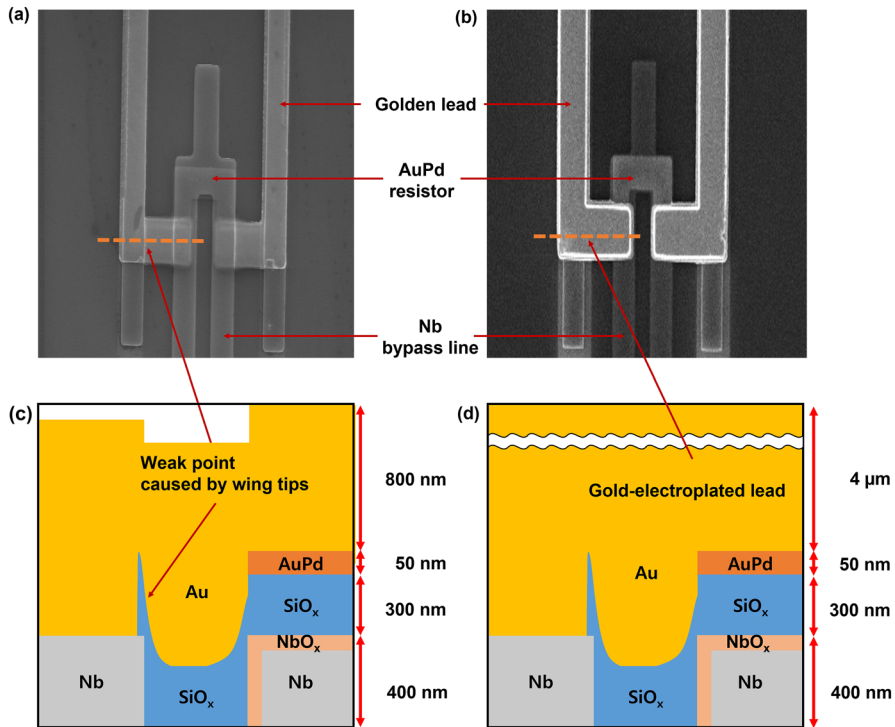 (a)
(b)
Golden lead
AuPd
resistor
Nb
bypass line
(c)
(d)
Weak point
caused by wing tips
Au
AuPd
SiOₓ
NbOₓ
Nb
Nb
SiOₓ
800 nm
50 nm
300 nm
400 nm
Gold-electroplated lead
Au
AuPd
SiOₓ
NbOₓ
Nb
Nb
SiOₓ
4 μm
50 nm
300 nm
400 nm